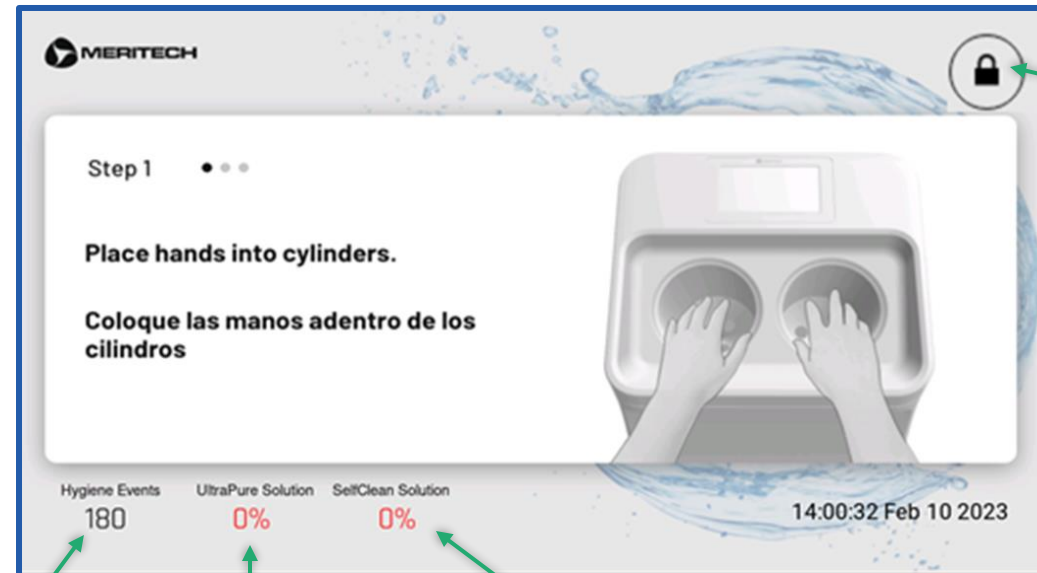 MERITECH
Step 1
Place hands into cylinders.
Coloque las manos adentro de los
cilindros
Hygiene Events UltraPure Solution SelfClean Solution
180 0% 0%
14:00:32 Feb 10 2023